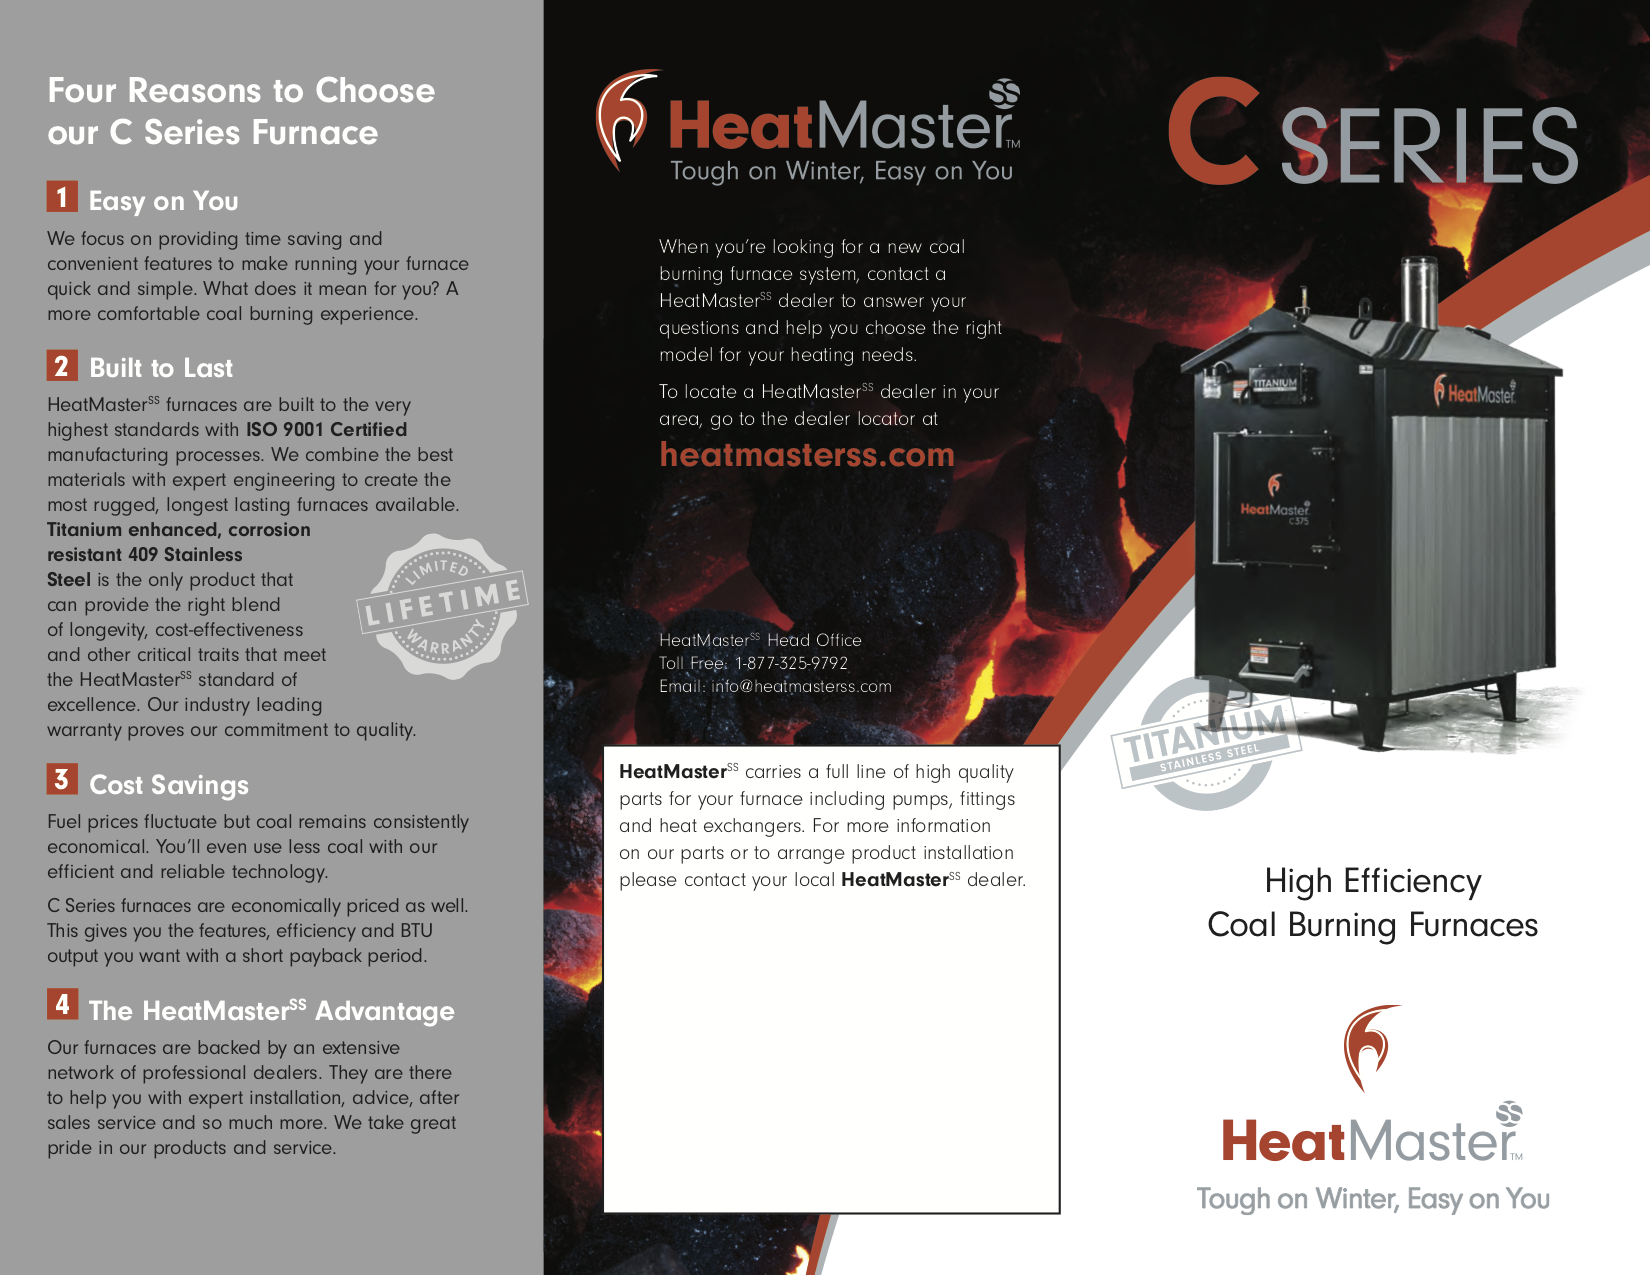 Four Reasons to Choose
our C Series Furnace
1 Easy on You
We focus on providing time saving and
convenient features to make running your furnace
quick and simple. What does it mean for you? A
more comfortable coal burning experience.
2 Built to Last
HeatMasterSS furnaces are built to the very
highest standards with ISO 9001 Certified
manufacturing processes. We combine the best
materials with expert engineering to create the
most rugged, longest lasting furnaces available.
Titanium enhanced, corrosion
resistant 409 Stainless
Steel is the only product that
can provide the right blend
of longevity, cost-effectiveness
and other critical traits that meet
the HeatMasterSS standard of
excellence. Our industry leading
warranty proves our commitment to quality.
LIMITED
LIFETIME
WARRANTY
3 Cost Savings
Fuel prices fluctuate but coal remains consistently
economical. You’ll even use less coal with our
efficient and reliable technology.
C Series furnaces are economically priced as well.
This gives you the features, efficiency and BTU
output you want with a short payback period.
4 The HeatMasterSS Advantage
Our furnaces are backed by an extensive
network of professional dealers. They are there
to help you with expert installation, advice, after
sales service and so much more. We take great
pride in our products and service.
HeatMaster SS TM
Tough on Winter, Easy on You
When you’re looking for a new coal
burning furnace system, contact a
HeatMasterSS dealer to answer your
questions and help you choose the right
model for your heating needs.
To locate a HeatMasterSS dealer in your
area, go to the dealer locator at
heatmasterss.com
HeatMasterSS Head Office
Toll Free: 1-877-325-9792
Email: info@heatmasterss.com
HeatMasterSS carries a full line of high quality
parts for your furnace including pumps, fittings
and heat exchangers. For more information
on our parts or to arrange product installation
please contact your local HeatMasterSS dealer.
C SERIES
TITANIUM
HeatMaster
HeatMaster
C375
TITANIUM
STAINLESS STEEL
High Efficiency
Coal Burning Furnaces
HeatMaster SS TM
Tough on Winter, Easy on You